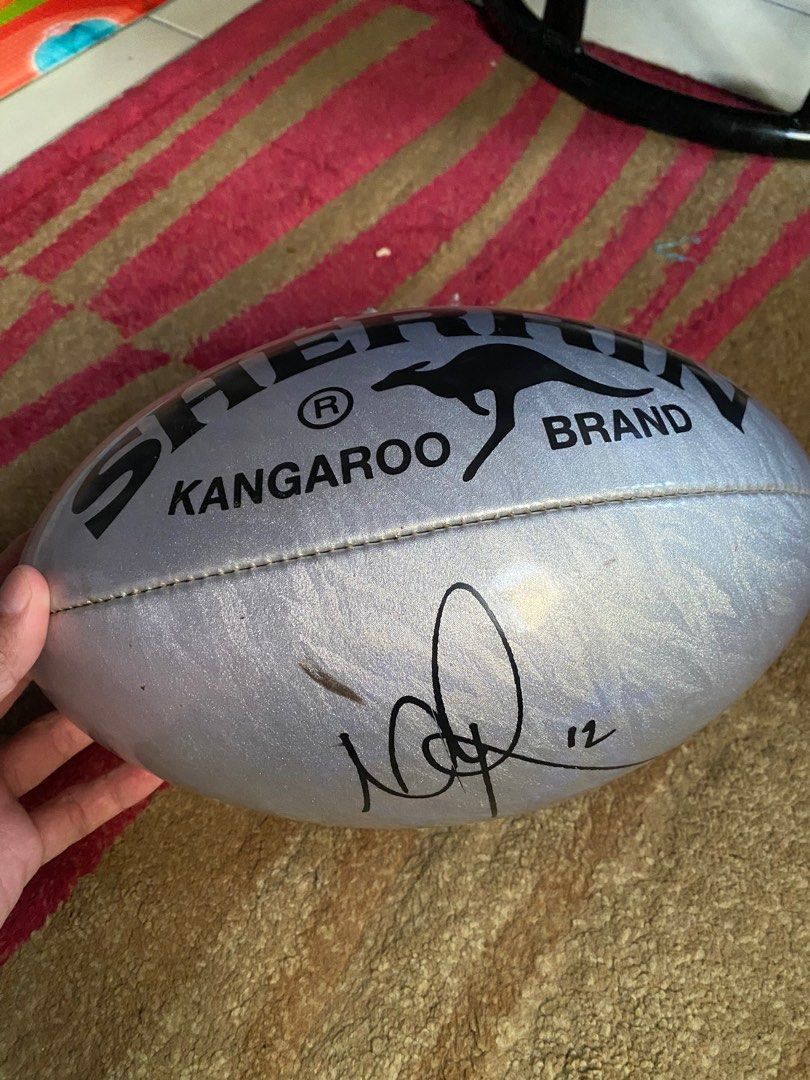 SHERRIN
®
KANGAROO BRAND
12